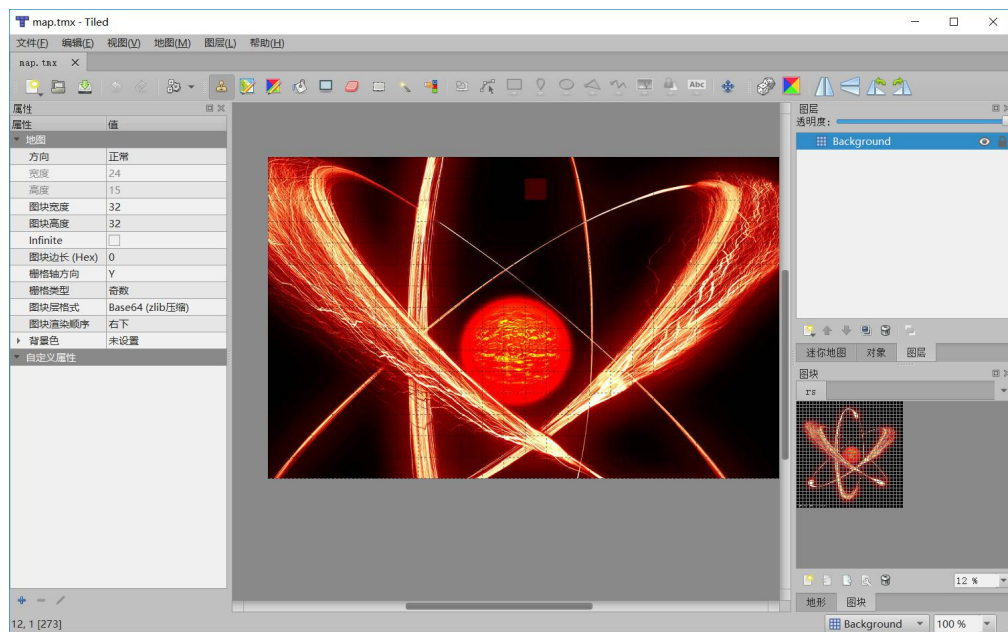 map.tmx - Tiled
文件(F) 编辑(E) 视图(V) 地图(M) 图层(L) 帮助(H)
map.tmx
Abc
属性
属性 值
地图
方向 正常
宽度 24
高度 15
图块宽度 32
图块高度 32
Infinite
图块边长 (Hex) 0
栅格轴方向 Y
栅格类型 奇数
图块层格式 Base64 (zlib压缩)
图块渲染顺序 右下
背景色 未设置
自定义属性
图层
透明度:
Background
迷你地图 对象 图层
图块
rs
12 %
地形 图块
12, 1 [273]
Background 100 %